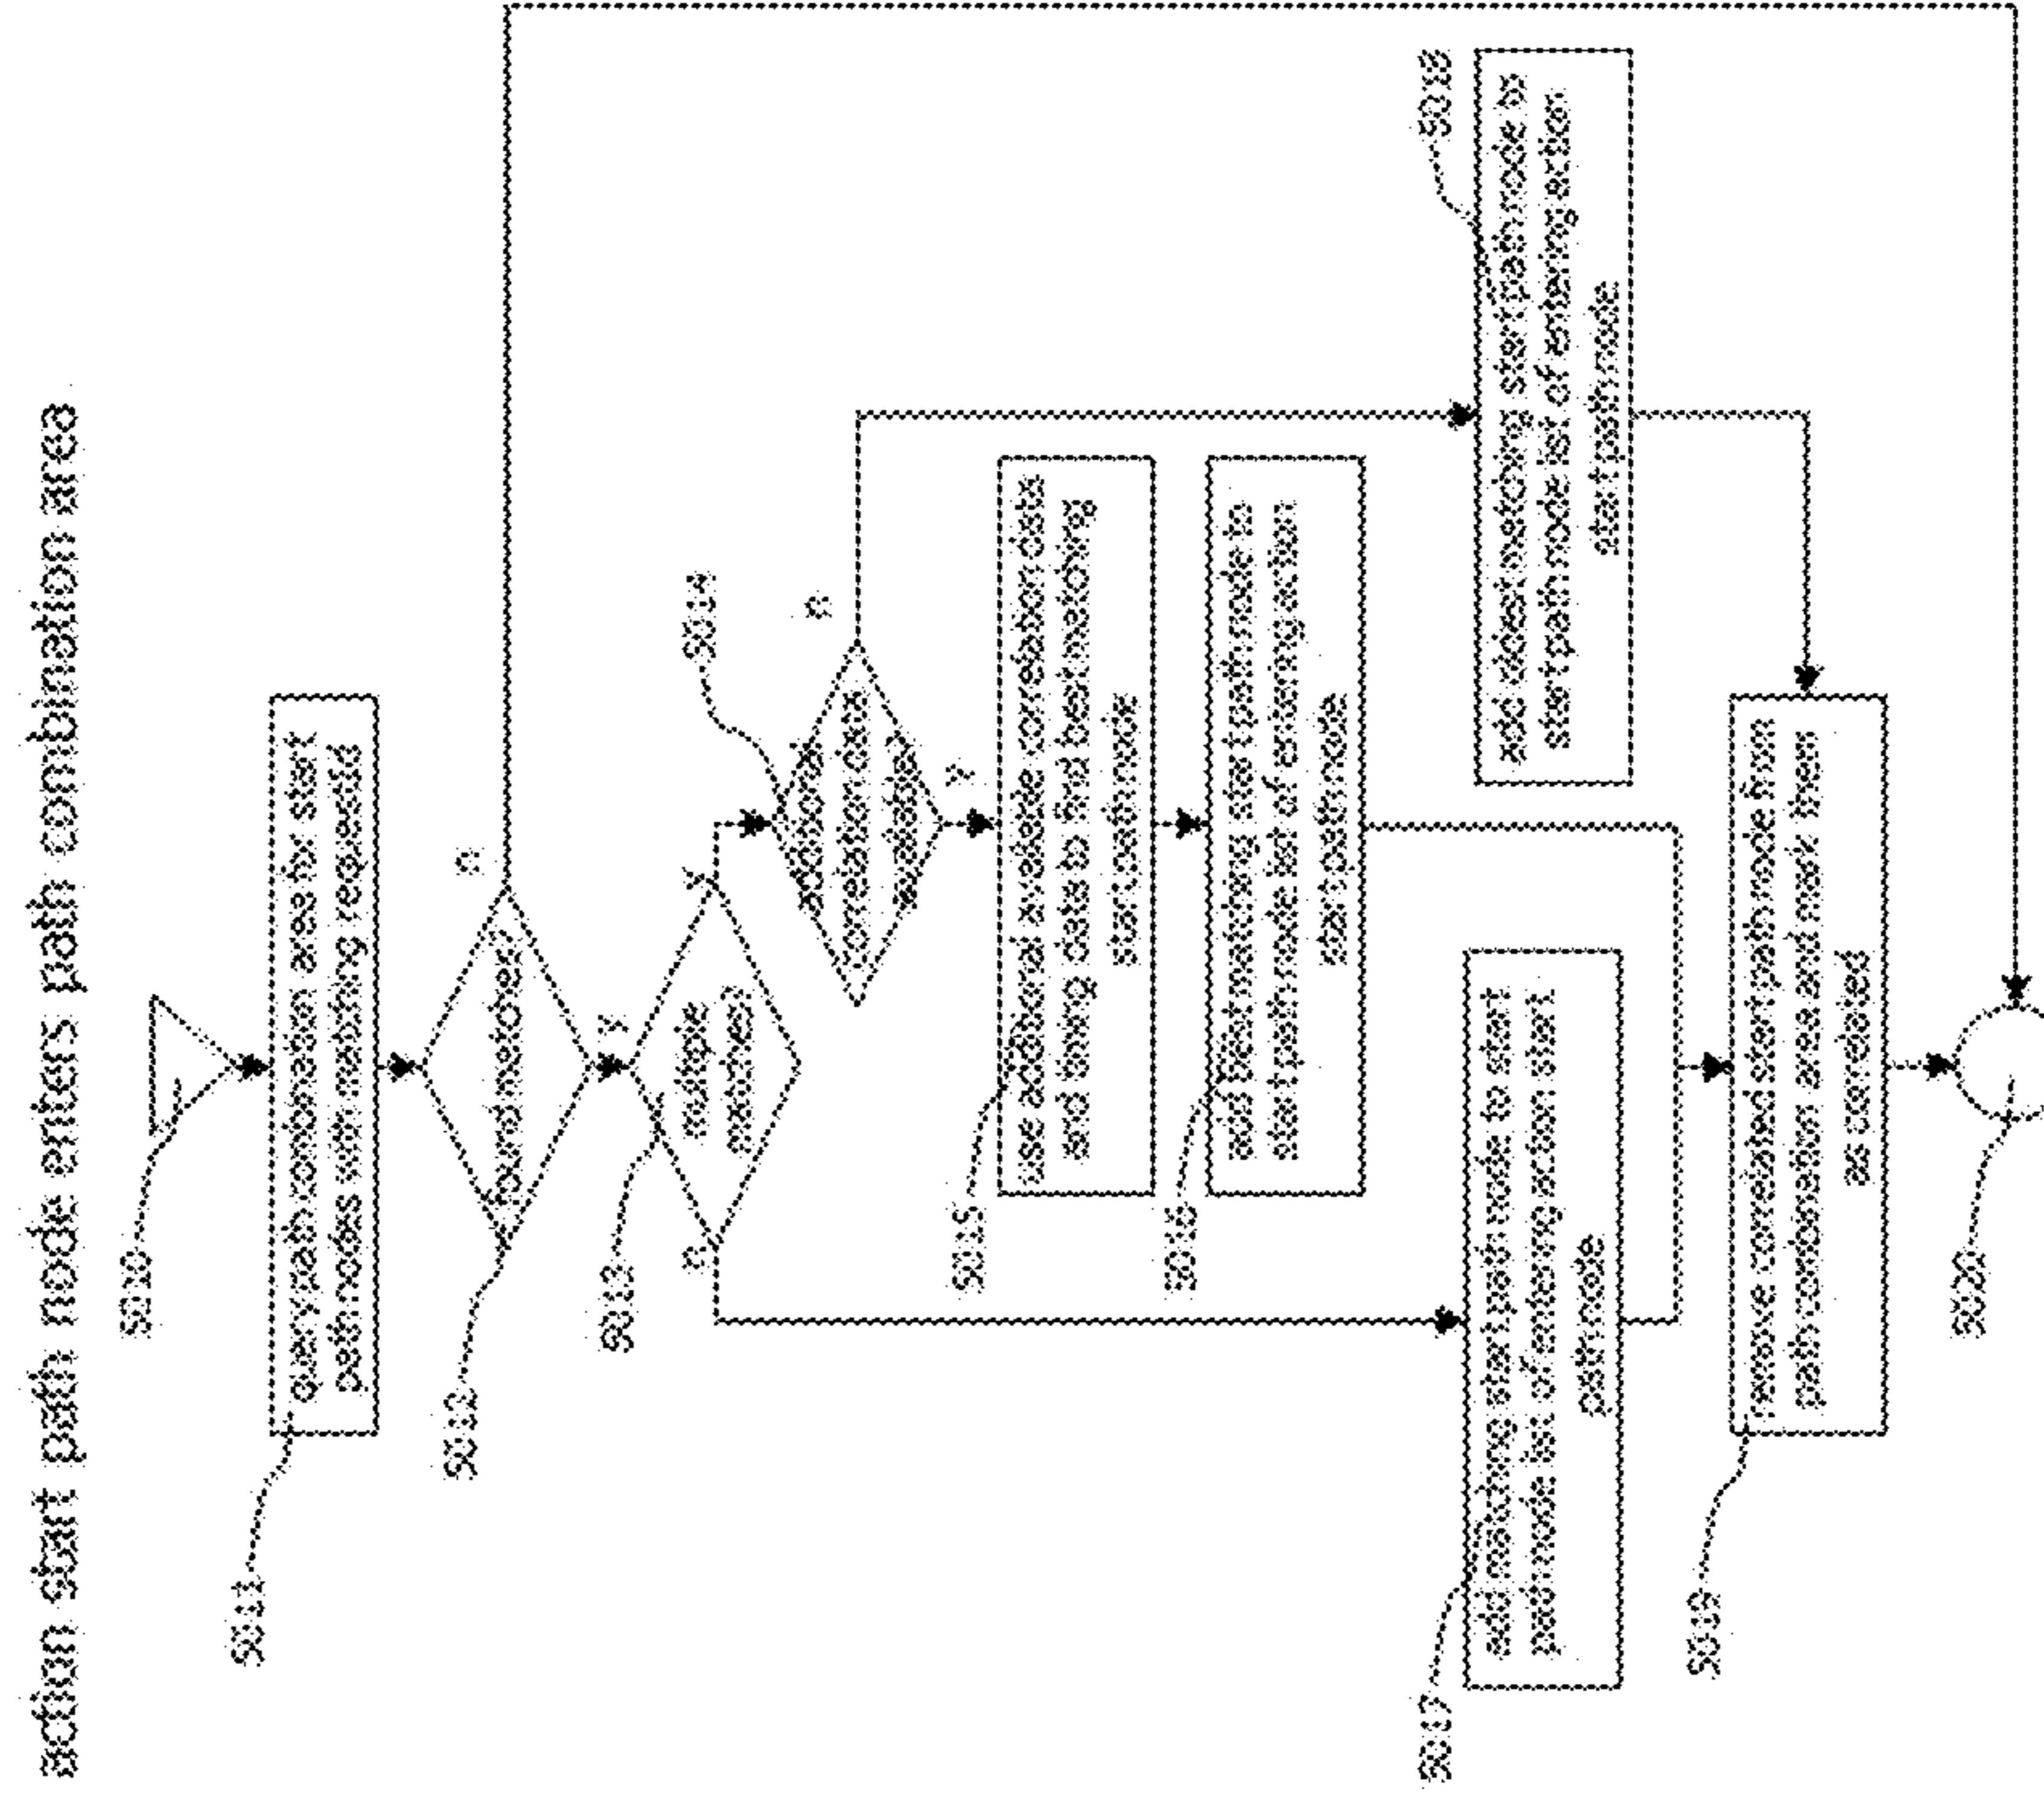 action start path node enters path combination area
S010
S011
query path combination area for start
path nodes with matching requestId
S012
found matches
n
y
S013
multiple
matches
n
y
S014
additional
correlation data
available
n
y
S015
use additional available correlation data
and timing data to find best matching
start path node
S016
add best matching start path node to
start path node list of entering action
start path node
S017
add matching start path node to start
path node list of entering action start
path node
S018
add oldest matching start path node to
start path node list of entering action
start path node
S019
remove correlated start path node from
path combination area and mark them
as correlated
S020